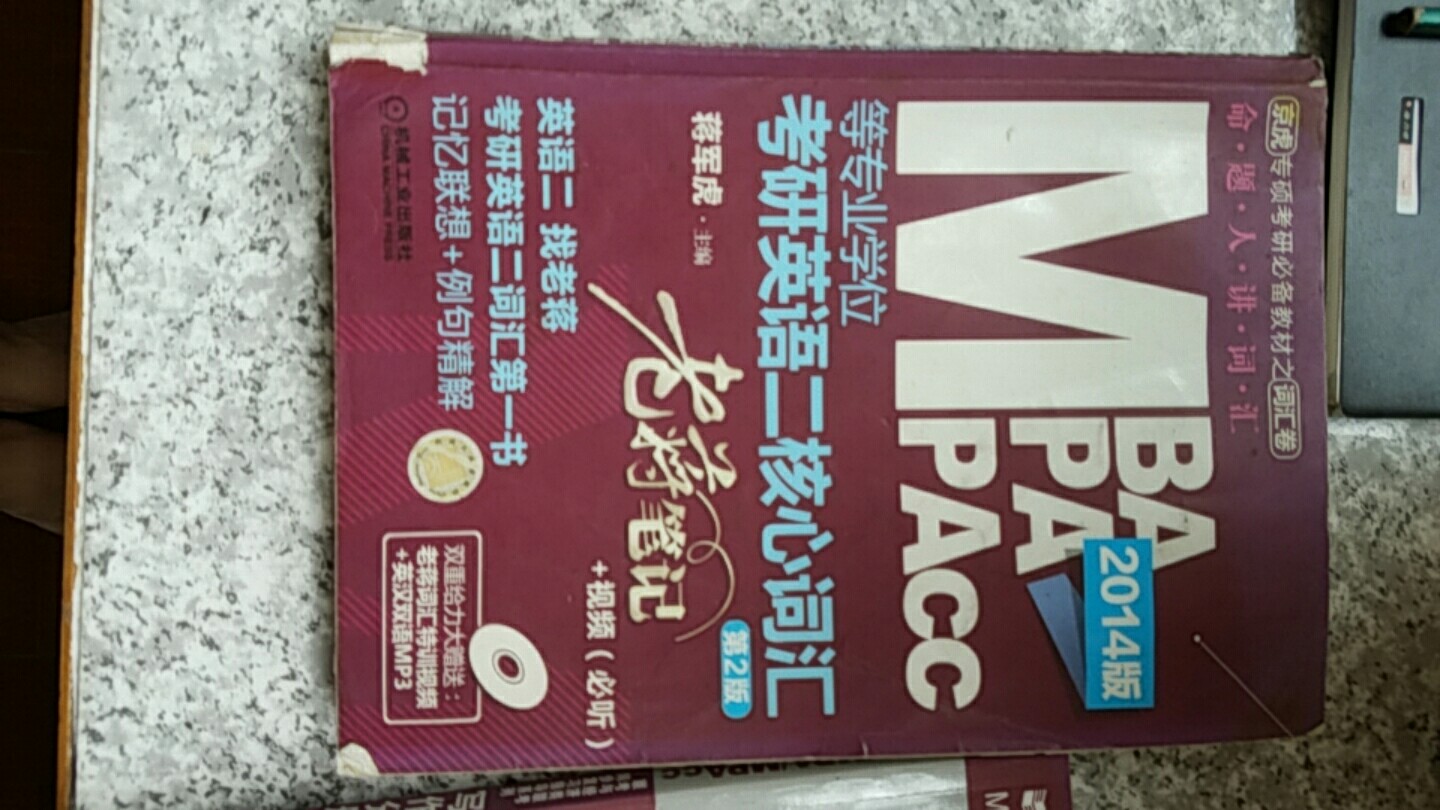 京虎专硕考研必备教材之词汇卷
命·题·人·讲·词·汇
MBA
MPA
MPAcc
2014版
等专业学位
考研英语二核心词汇
第2版
蒋军虎·主编
老蒋笔记
+视频(必听)
英语二 找老蒋
考研英语二词汇第一书
记忆联想+例句精解
机械工业出版社
CHINA MACHINE PRESS
双重给力大赠送:
老蒋词汇特训视频
+英汉双语MP3